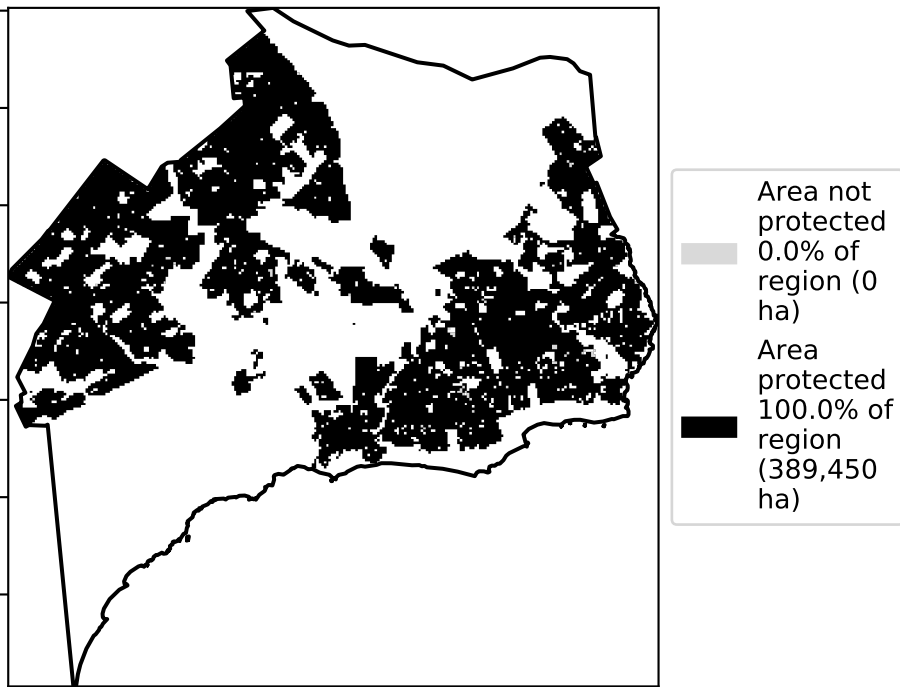 Area not
protected
0.0% of
region (0
ha)
Area
protected
100.0% of
region
(389,450
ha)